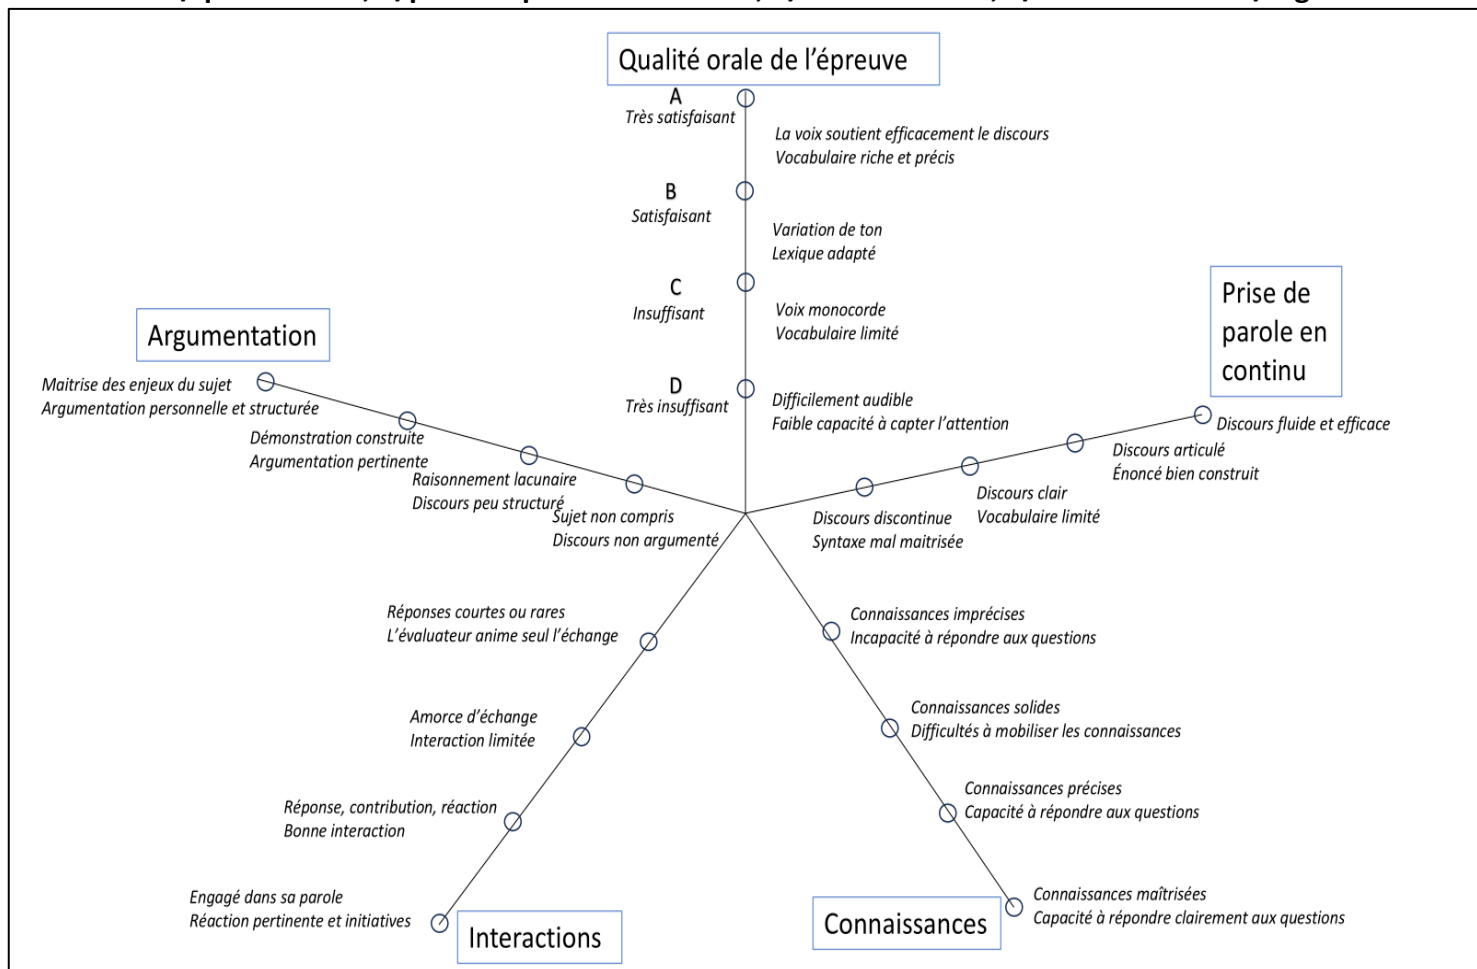 Qualité orale de l'épreuve
A
Très satisfaisant
La voix soutient efficacement le discours
Vocabulaire riche et précis
B
Satisfaisant
Variation de ton
Lexique adapté
C
Insuffisant
Voix monocorde
Vocabulaire limité
D
Très insuffisant
Difficilement audible
Faible capacité à capter l'attention
Prise de
parole en
continu
Discours fluide et efficace
Discours articulé
Énoncé bien construit
Discours clair
Vocabulaire limité
Discours discontinue
Syntaxe mal maitrisée
Argumentation
Maitrise des enjeux du sujet
Argumentation personnelle et structurée
Démonstration construite
Argumentation pertinente
Raisonnement lacunaire
Discours peu structuré
Sujet non compris
Discours non argumenté
Réponses courtes ou rares
L'évaluateur anime seul l'échange
Amorce d'échange
Interaction limitée
Réponse, contribution, réaction
Bonne interaction
Engagé dans sa parole
Réaction pertinente et initiatives
Interactions
Connaissances imprécises
Incapacité à répondre aux questions
Connaissances solides
Difficultés à mobiliser les connaissances
Connaissances précises
Capacité à répondre aux questions
Connaissances maîtrisées
Capacité à répondre clairement aux questions
Connaissances